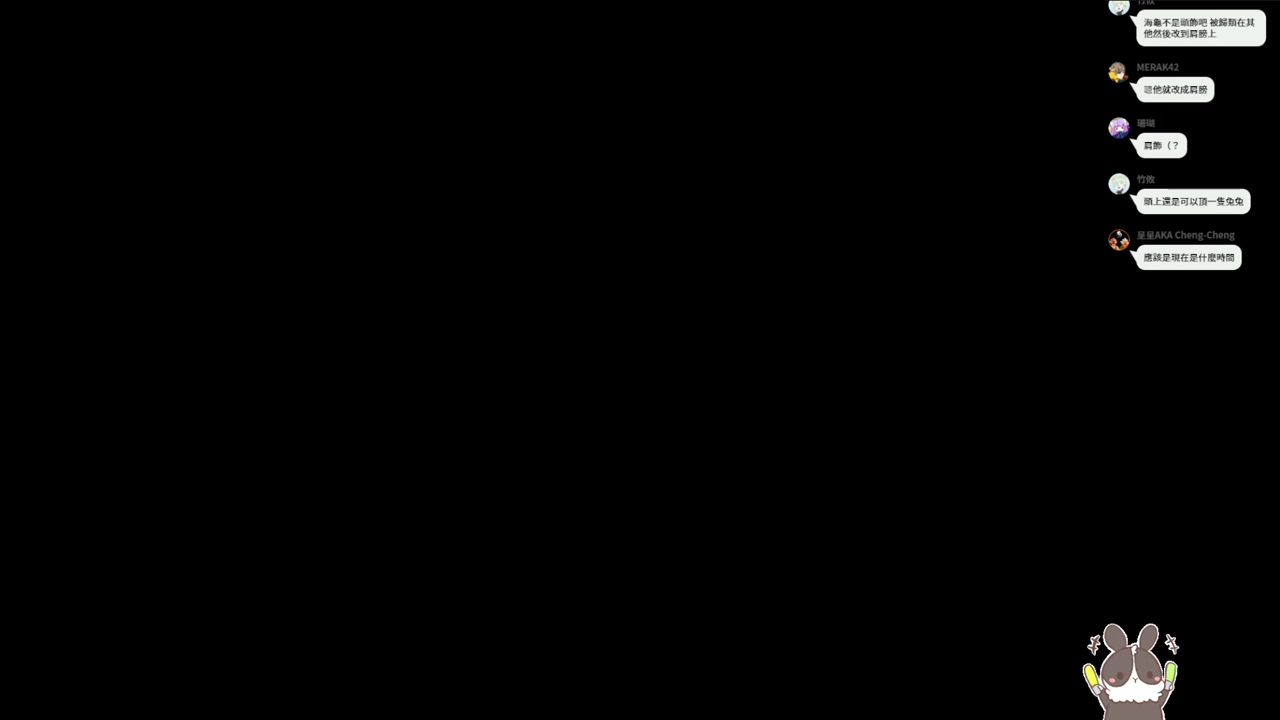 竹攸
海龜不是頭飾吧 被歸類在其
他然後改到肩膀上
MERAK42
嗯他就改成肩膀
珊瑚
肩飾（？
竹攸
頭上還是可以頂一隻兔兔
呈呈AKA Cheng-Cheng
應該是現在是什麼時間